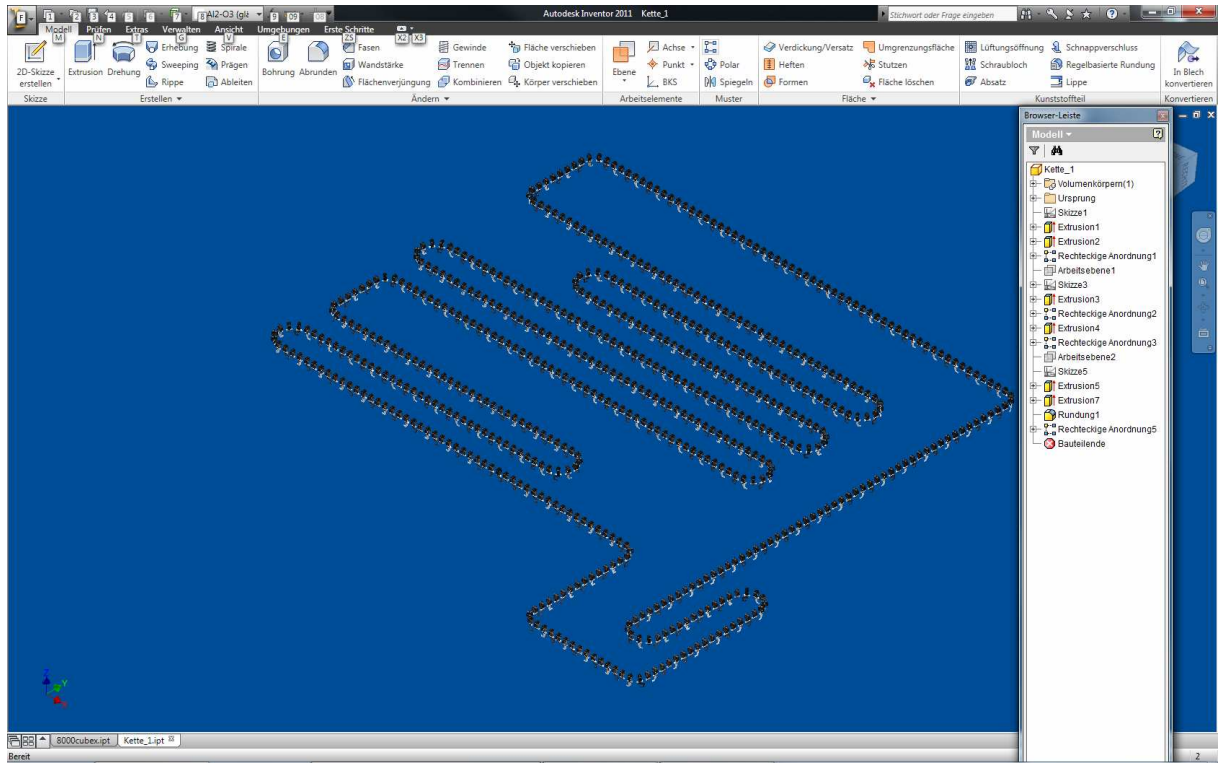 Autodesk Inventor 2011 Kette_1
Stichwort oder Frage eingeben
Modell Prüfen Extras Verwalten Ansicht Umgebungen Erste Schritte
M N T G V E ZS X2 X3
2D-Skizze erstellen
Extrusion Drehung
Erhebung
Spirale
Sweeping
Prägen
Rippe
Ableiten
Bohrung Abrunden
Fasen
Gewinde
Fläche verschieben
Wandstärke
Trennen
Objekt kopieren
Flächenverjüngung
Kombinieren
Körper verschieben
Ebene
Achse
Punkt
BKS
Polar
Spiegeln
Verdickung/Versatz
Umgrenzungsfläche
Heften
Stutzen
Formen
Fläche löschen
Lüftungsöffnung
Schnappverschluss
Schraubloch
Regelbasierte Rundung
Absatz
Lippe
In Blech konvertieren
Skizze
Erstellen
Ändern
Arbeitselemente
Muster
Fläche
Kunststoffteil
Konvertieren
Browser-Leiste
Modell
Kette_1
Volumenkörpern(1)
Ursprung
Skizze1
Extrusion1
Extrusion2
Rechteckige Anordnung1
Arbeitsebene1
Skizze3
Extrusion3
Rechteckige Anordnung2
Extrusion4
Rechteckige Anordnung3
Arbeitsebene2
Skizze5
Extrusion5
Extrusion7
Rundung1
Rechteckige Anordnung5
Bauteilende
Z
Y
X
8000cubex.ipt
Kette_1.ipt
Bereit
2